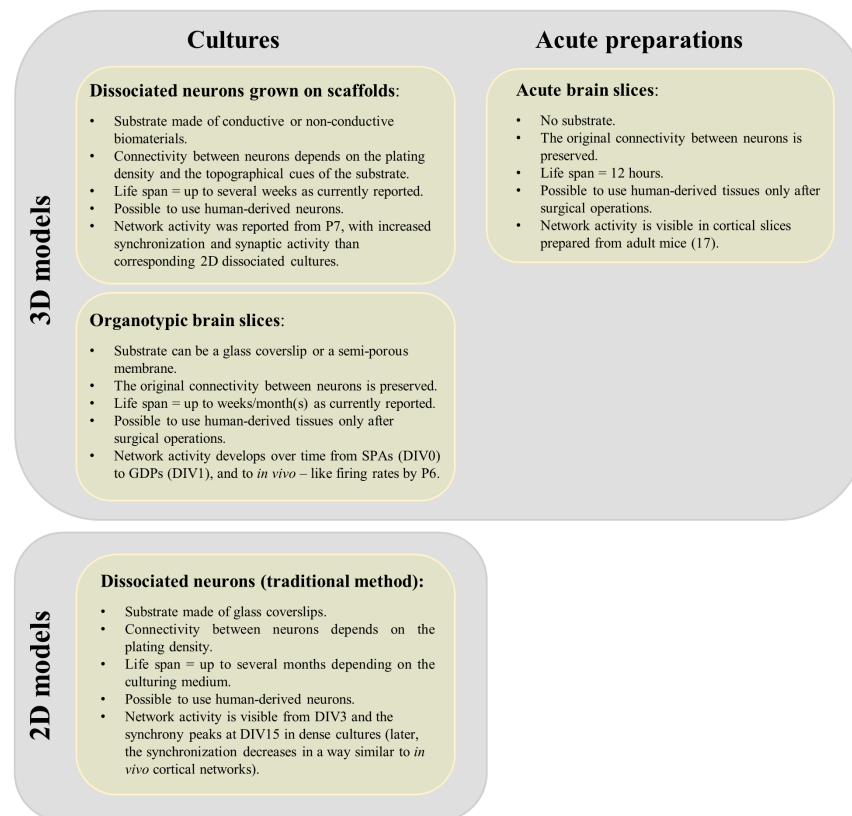 Cultures
Acute preparations
3D models
Dissociated neurons grown on scaffolds:
• Substrate made of conductive or non-conductive
biomaterials.
• Connectivity between neurons depends on the plating
density and the topographical cues of the substrate.
• Life span = up to several weeks as currently reported.
• Possible to use human-derived neurons.
• Network activity was reported from P7, with increased
synchronization and synaptic activity than
corresponding 2D dissociated cultures.
Acute brain slices:
• No substrate.
• The original connectivity between neurons is
preserved.
• Life span = 12 hours.
• Possible to use human-derived tissues only after
surgical operations.
• Network activity is visible in cortical slices
prepared from adult mice (17).
Organotypic brain slices:
• Substrate can be a glass coverslip or a semi-porous
membrane.
• The original connectivity between neurons is preserved.
• Life span = up to weeks/month(s) as currently reported.
• Possible to use human-derived tissues only after
surgical operations.
• Network activity develops over time from SPAs (DIV0)
to GDPs (DIV1), and to in vivo – like firing rates by P6.
2D models
Dissociated neurons (traditional method):
• Substrate made of glass coverslips.
• Connectivity between neurons depends on the
plating density.
• Life span = up to several months depending on the
culturing medium.
• Possible to use human-derived neurons.
• Network activity is visible from DIV3 and the
synchrony peaks at DIV15 in dense cultures (later,
the synchronization decreases in a way similar to in
vivo cortical networks).